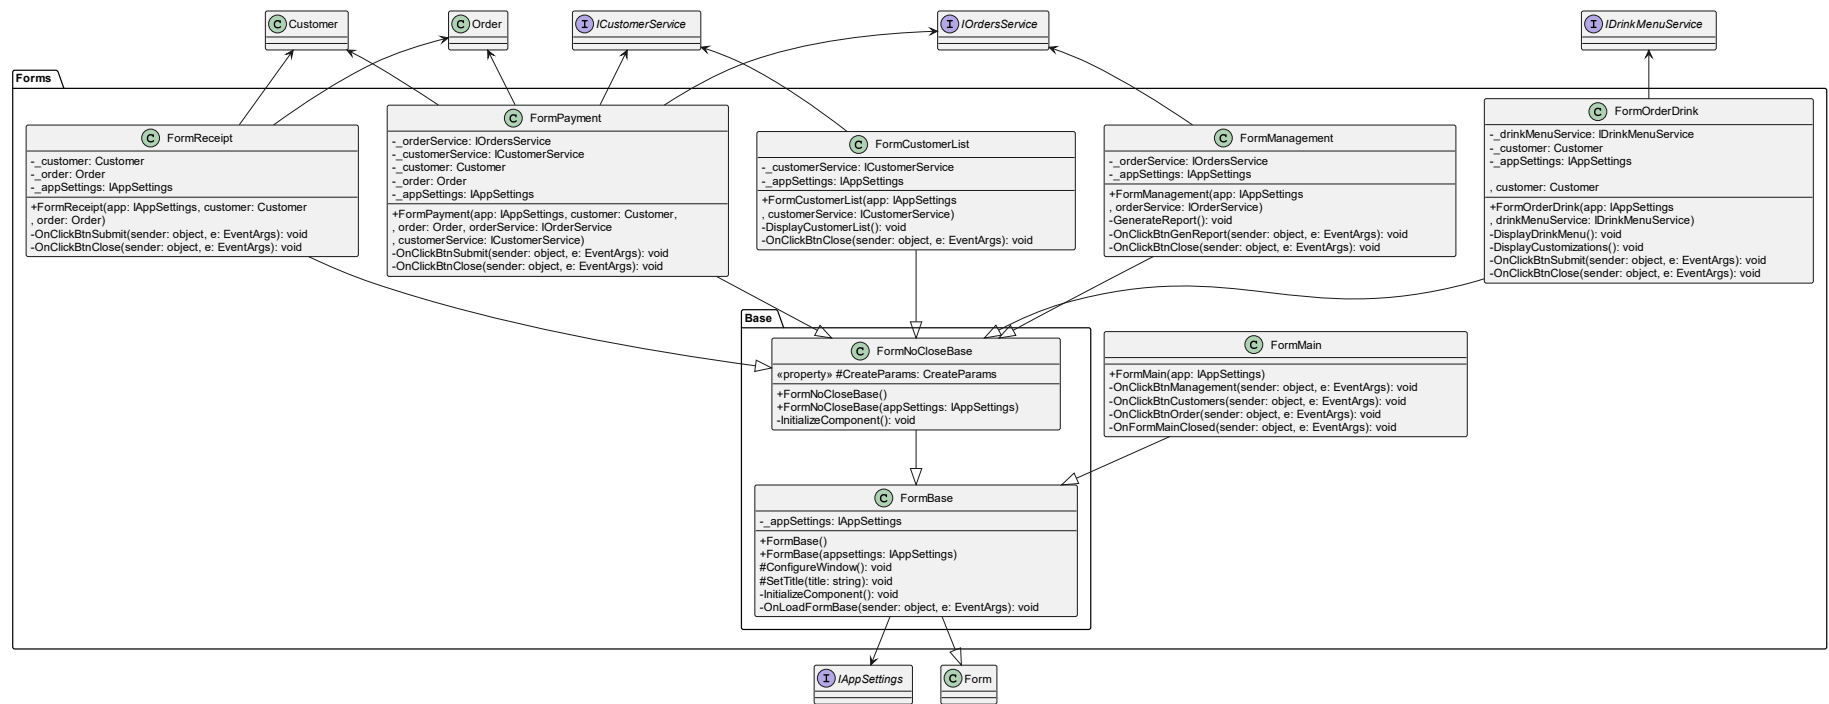 C Customer
C Order
I ICustomerService
I IOrdersService
I IDrinkMenuService
Forms
C FormReceipt
-_customer: Customer
-_order: Order
-_appSettings: IAppSettings
+FormReceipt(app: IAppSettings, customer: Customer
, order: Order)
-OnClickBtnSubmit(sender: object, e: EventArgs): void
-OnClickBtnClose(sender: object, e: EventArgs): void
C FormPayment
-_orderService: IOrdersService
-_customerService: ICustomerService
-_customer: Customer
-_order: Order
-_appSettings: IAppSettings
+FormPayment(app: IAppSettings, customer: Customer,
, order: Order, orderService: IOrderService
, customerService: ICustomerService)
-OnClickBtnSubmit(sender: object, e: EventArgs): void
-OnClickBtnClose(sender: object, e: EventArgs): void
C FormCustomerList
-_customerService: ICustomerService
-_appSettings: IAppSettings
+FormCustomerList(app: IAppSettings
, customerService: ICustomerService)
-DisplayCustomerList(): void
-OnClickBtnClose(sender: object, e: EventArgs): void
C FormManagement
-_orderService: IOrdersService
-_appSettings: IAppSettings
+FormManagement(app: IAppSettings
, orderService: IOrderService)
-GenerateReport(): void
-OnClickBtnGenReport(sender: object, e: EventArgs): void
-OnClickBtnClose(sender: object, e: EventArgs): void
C FormOrderDrink
-_drinkMenuService: IDrinkMenuService
-_customer: Customer
-_appSettings: IAppSettings
, customer: Customer
+FormOrderDrink(app: IAppSettings
, drinkMenuService: IDrinkMenuService)
-DisplayDrinkMenu(): void
-DisplayCustomizations(): void
-OnClickBtnSubmit(sender: object, e: EventArgs): void
-OnClickBtnClose(sender: object, e: EventArgs): void
Base
C FormNoCloseBase
«property» #CreateParams: CreateParams
+FormNoCloseBase()
+FormNoCloseBase(appSettings: IAppSettings)
-InitializeComponent(): void
C FormMain
+FormMain(app: IAppSettings)
-OnClickBtnManagement(sender: object, e: EventArgs): void
-OnClickBtnCustomers(sender: object, e: EventArgs): void
-OnClickBtnOrder(sender: object, e: EventArgs): void
-OnFormMainClosed(sender: object, e: EventArgs): void
C FormBase
-_appSettings: IAppSettings
+FormBase()
+FormBase(appsettings: IAppSettings)
#ConfigureWindow(): void
#SetTitle(title: string): void
-InitializeComponent(): void
-OnLoadFormBase(sender: object, e: EventArgs): void
I IAppSettings
C Form